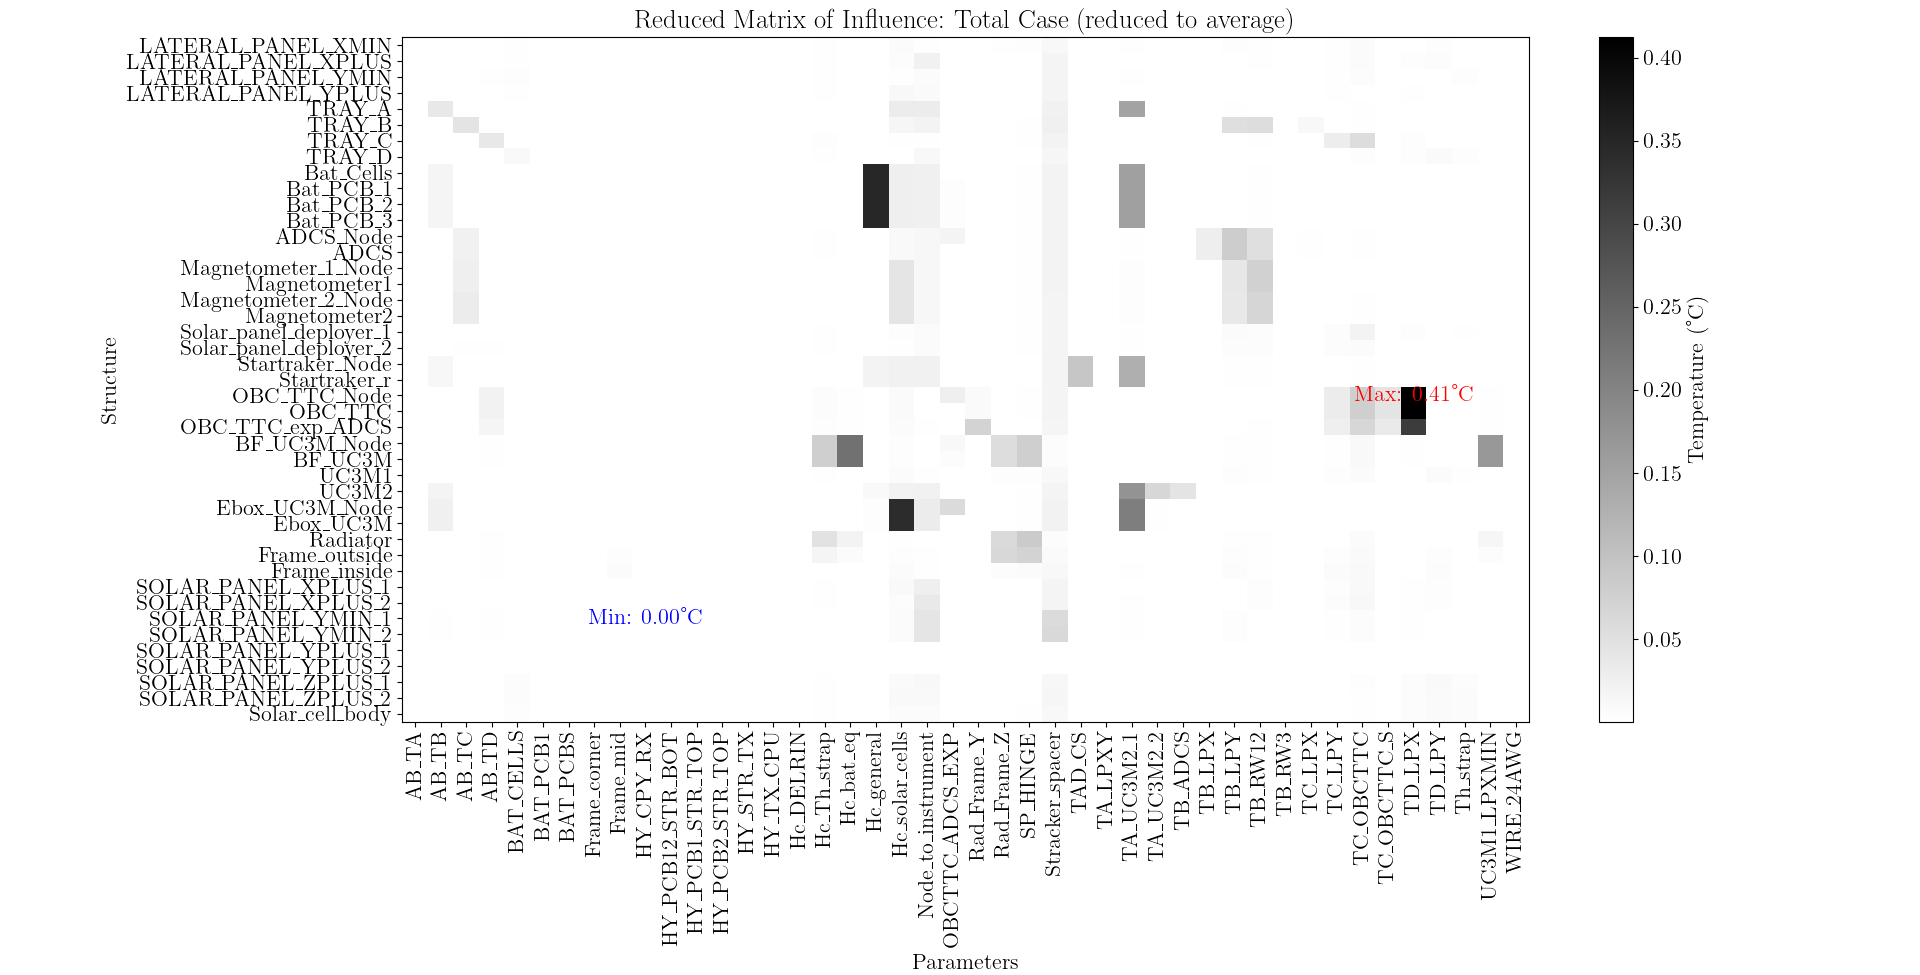 Reduced Matrix of Influence: Total Case (reduced to average)
LATERAL_PANEL_XMIN
LATERAL_PANEL_XPLUS
LATERAL_PANEL_YMIN
LATERAL_PANEL_YPLUS
TRAY_A
TRAY_B
TRAY_C
TRAY_D
Bat_Cells
Bat_PCB_1
Bat_PCB_2
Bat_PCB_3
ADCS_Node
ADCS
Magnetometer_1_Node
Magnetometer1
Magnetometer_2_Node
Magnetometer2
Solar_panel_deployer_1
Solar_panel_deployer_2
Startraker_Node
Startraker_r
OBC_TTC_Node
OBC_TTC
OBC_TTC_exp_ADCS
BF_UC3M_Node
BF_UC3M
UC3M1
UC3M2
Ebox_UC3M_Node
Ebox_UC3M
Radiator
Frame_outside
Frame_inside
SOLAR_PANEL_XPLUS_1
SOLAR_PANEL_XPLUS_2
SOLAR_PANEL_YMIN_1
SOLAR_PANEL_YMIN_2
SOLAR_PANEL_YPLUS_1
SOLAR_PANEL_YPLUS_2
SOLAR_PANEL_ZPLUS_1
SOLAR_PANEL_ZPLUS_2
Solar_cell_body
Structure
Max: 0.41°C
Min: 0.00°C
AB_TA
AB_TB
AB_TC
AB_TD
BAT_CELLS
BAT_PCB1
BAT_PCBS
Frame_corner
Frame_mid
HY_CPY_RX
HY_PCB12_STR_BOT
HY_PCB1_STR_TOP
HY_PCB2_STR_TOP
HY_STR_TX
HY_TX_CPU
Hc_DELRIN
Hc_Th_strap
Hc_bat_eq
Hc_general
Hc_solar_cells
Node_to_instrument
OBCTTC_ADCS_EXP
Rad_Frame_Y
Rad_Frame_Z
SP_HINGE
Stracker_spacer
TAD_CS
TA_LPXY
TA_UC3M2_1
TA_UC3M2_2
TB_ADCS
TB_LPX
TB_LPY
TB_RW12
TB_RW3
TC_LPX
TC_LPY
TC_OBCTTC
TC_OBCTTC_S
TD_LPX
TD_LPY
Th_strap
UC3M1_LPXMIN
WIRE_24AWG
Parameters
0.40
0.35
0.30
0.25
0.20
0.15
0.10
0.05
Temperature (°C)